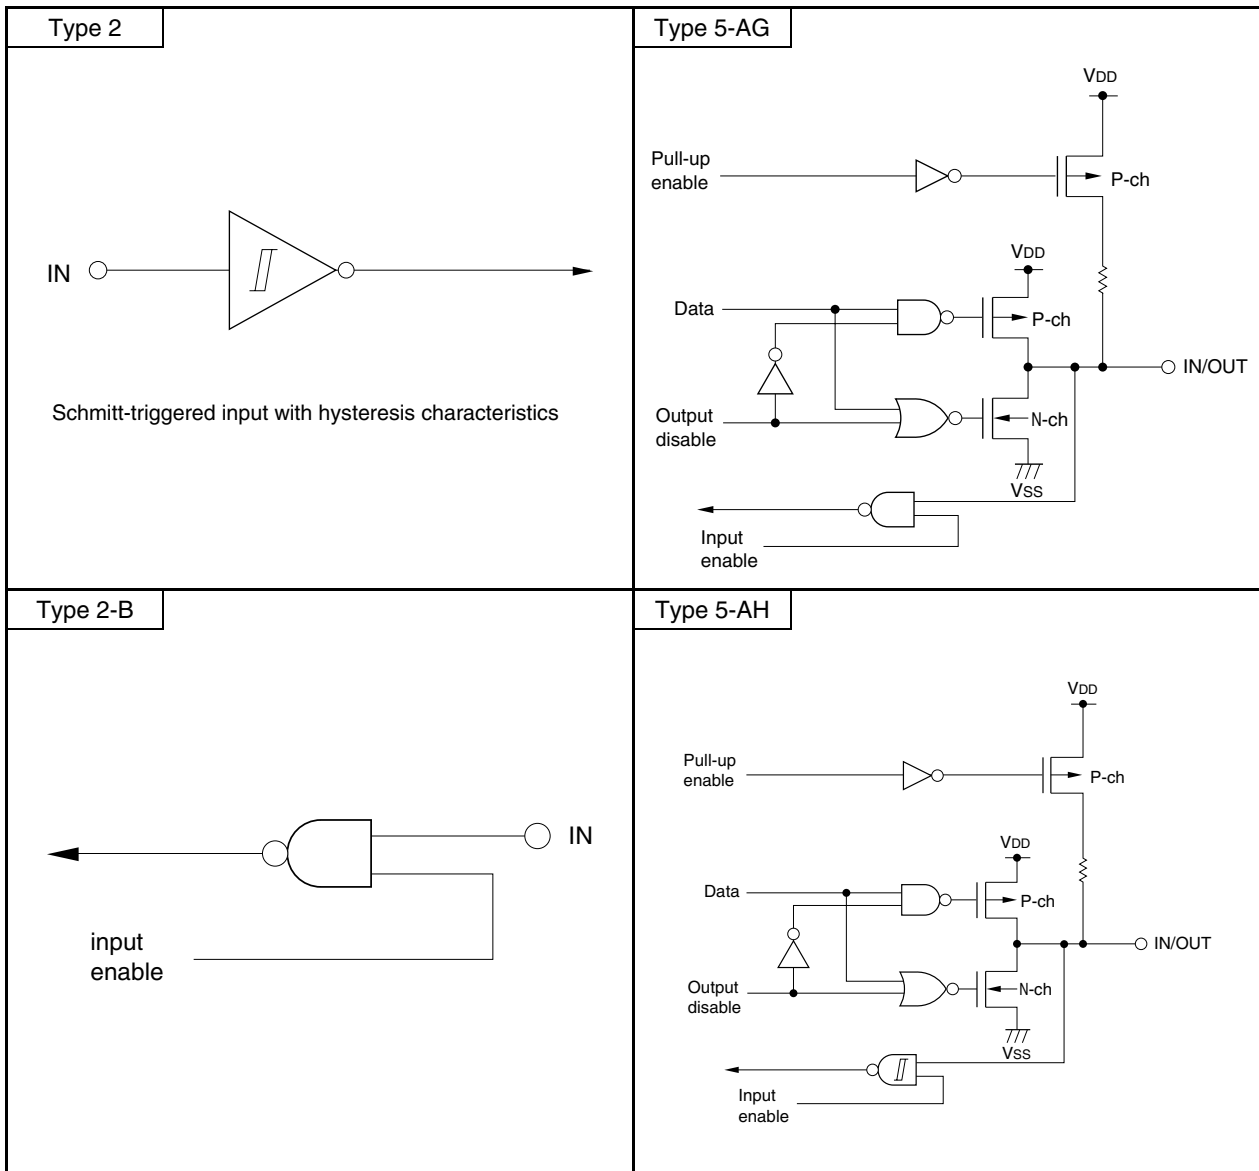 Type 2
IN
Schmitt-triggered input with hysteresis characteristics
Type 5-AG
VDD
Pull-up
enable
P-ch
VDD
Data
P-ch
IN/OUT
Output
disable
N-ch
VSS
Input
enable
Type 2-B
IN
input
enable
Type 5-AH
VDD
Pull-up
enable
P-ch
VDD
Data
P-ch
IN/OUT
Output
disable
N-ch
VSS
Input
enable